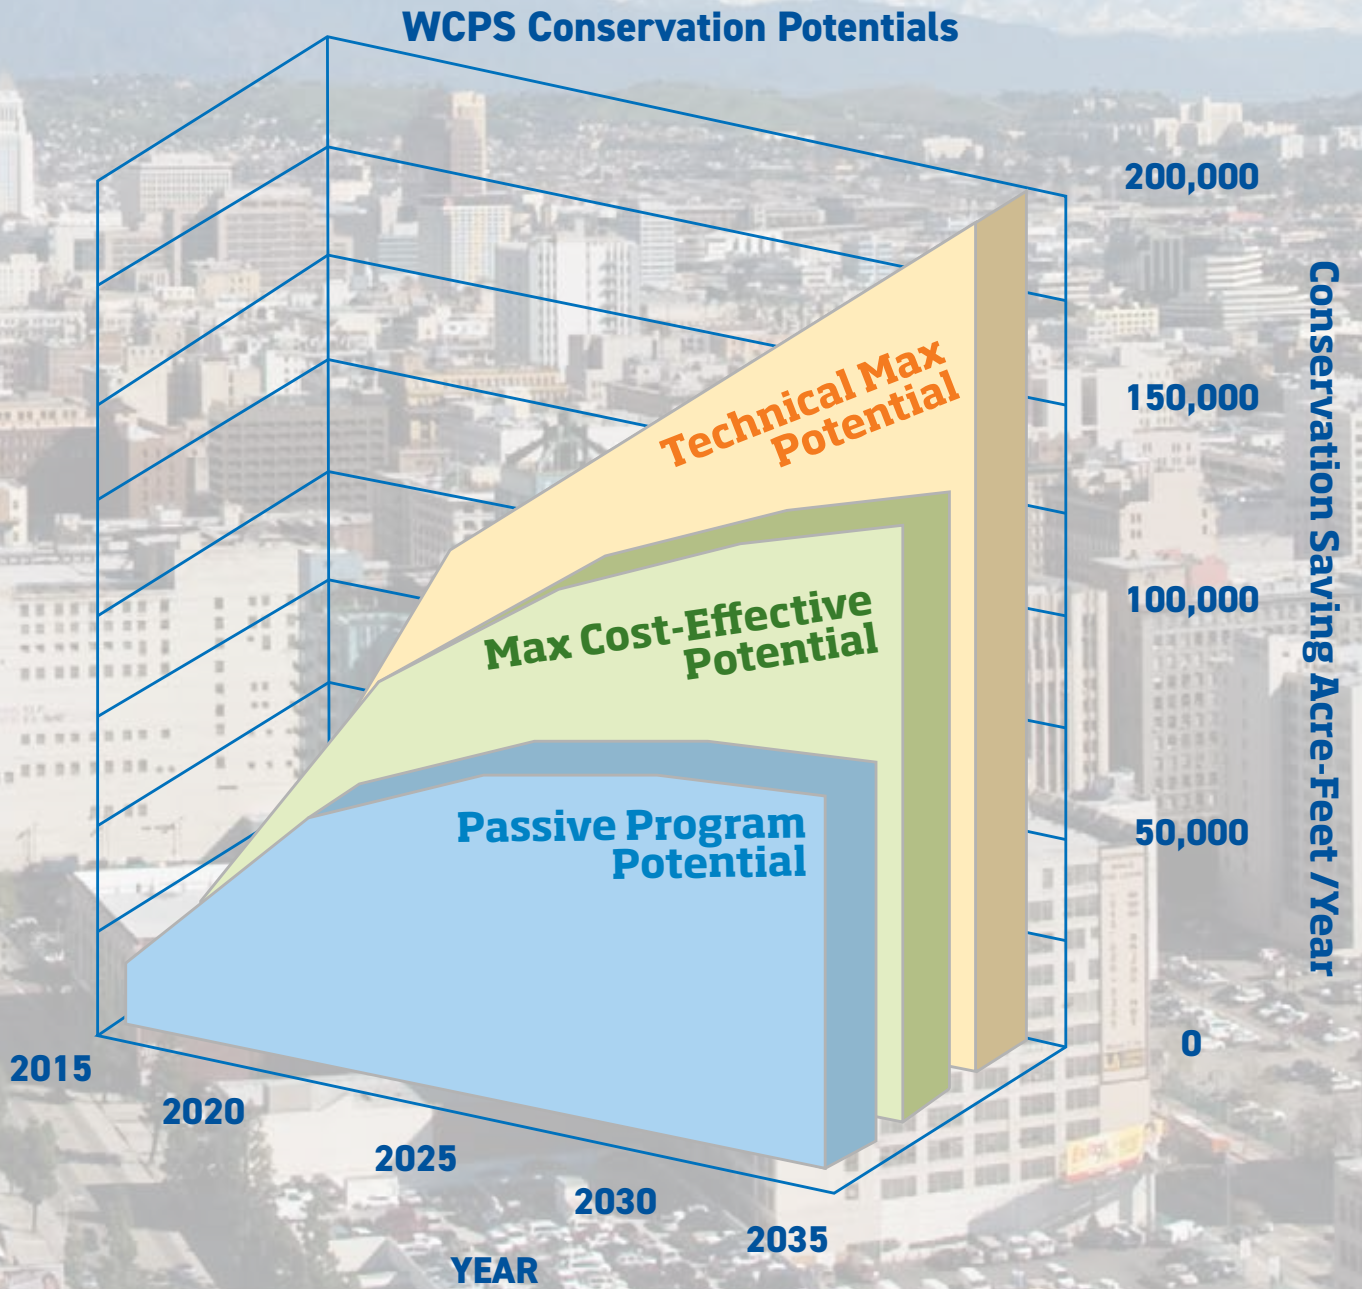 WCPS Conservation Potentials
200,000
150,000
100,000
50,000
0
Conservation Saving Acre-Feet /Year
Technical Max
Potential
Max Cost-Effective
Potential
Passive Program
Potential
2015
2020
2025
2030
2035
YEAR